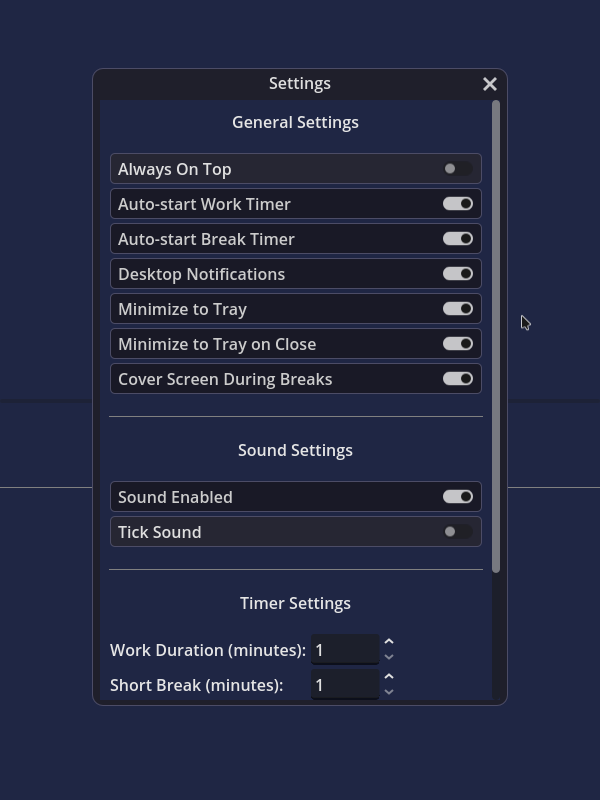 Settings
General Settings
Always On Top
Auto-start Work Timer
Auto-start Break Timer
Desktop Notifications
Minimize to Tray
Minimize to Tray on Close
Cover Screen During Breaks
Sound Settings
Sound Enabled
Tick Sound
Timer Settings
Work Duration (minutes): 1
Short Break (minutes): 1